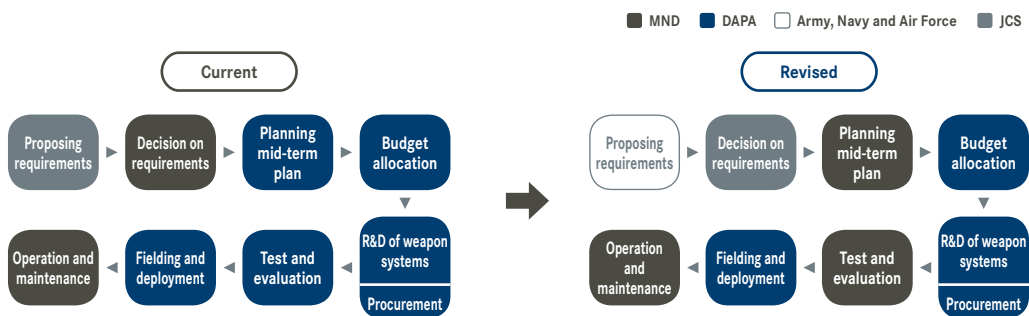 MND DAPA Army, Navy and Air Force JCS
Current
Proposing
requirements
Decision on
requirements
Planning
mid-term
plan
Budget
allocation
R&D of weapon
systems
Procurement
Test and
evaluation
Fielding and
deployment
Operation and
maintenance
Revised
Proposing
requirements
Decision on
requirements
Planning
mid-term
plan
Budget
allocation
R&D of weapon
systems
Procurement
Test and
evaluation
Fielding and
deployment
Operation
and
maintenance